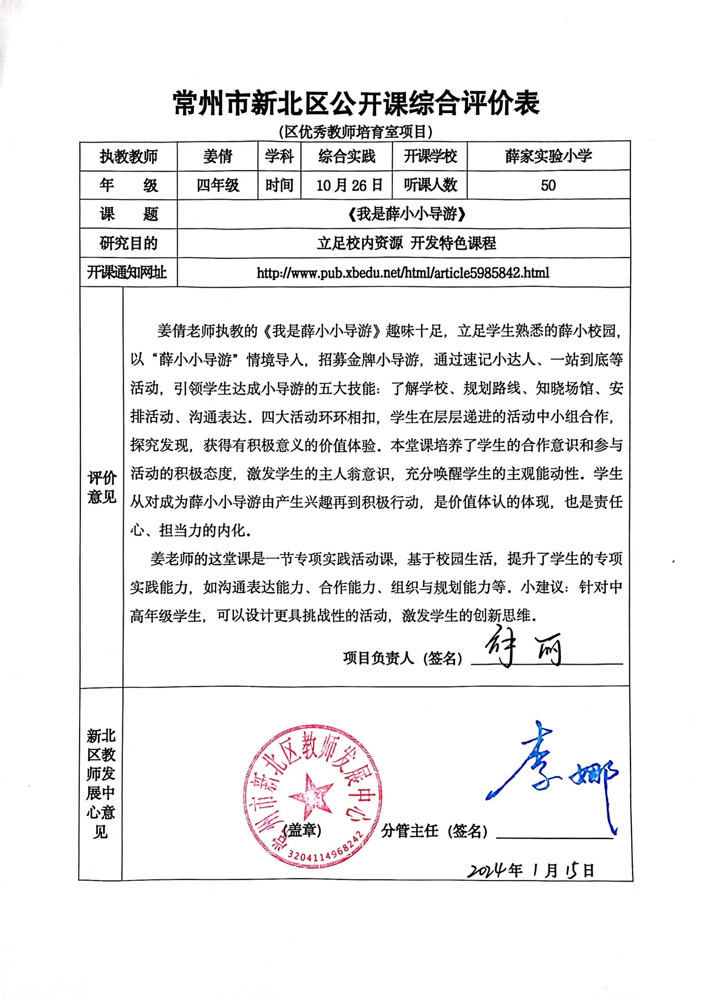 常州市新北区公开课综合评价表
(区优秀教师培育室项目)
执教教师 姜倩 学科 综合实践 开课学校 薛家实验小学
年 级 四年级 时间 10月26日 听课人数 50
课 题 《我是薛小小导游》
研究目的 立足校内资源 开发特色课程
开课通知网址 http://www.pub.xbedu.net/html/article5985842.html
评价
意见
姜倩老师执教的《我是薛小小导游》趣味十足，立足学生熟悉的薛小校园，
以“薛小小导游”情境导人，招募金牌小导游，通过速记小达人、一站到底等
活动，引领学生达成小导游的五大技能：了解学校、规划路线、知晓场馆、安
排活动、沟通表达。四大活动环环相扣，学生在层层递进的活动中小组合作，
探究发现，获得有积极意义的价值体验。本堂课培养了学生的合作意识和参与
活动的积极态度，激发学生的主人翁意识，充分唤醒学生的主观能动性。学生
从对成为薛小小导游由产生兴趣再到积极行动，是价值体认的体现，也是责任
心、担当力的内化。
姜老师的这堂课是一节专项实践活动课，基于校园生活，提升了学生的专项
实践能力，如沟通表达能力、合作能力、组织与规划能力等。小建议：针对中
高年级学生，可以设计更具挑战性的活动，激发学生的创新思维。
项目负责人（签名） 丽
新北
区教
师发
展中
心意
见
常州市新北区教师发展中心
3204114968242
（盖章） 分管主任（签名） 李娜
2024年1月15日